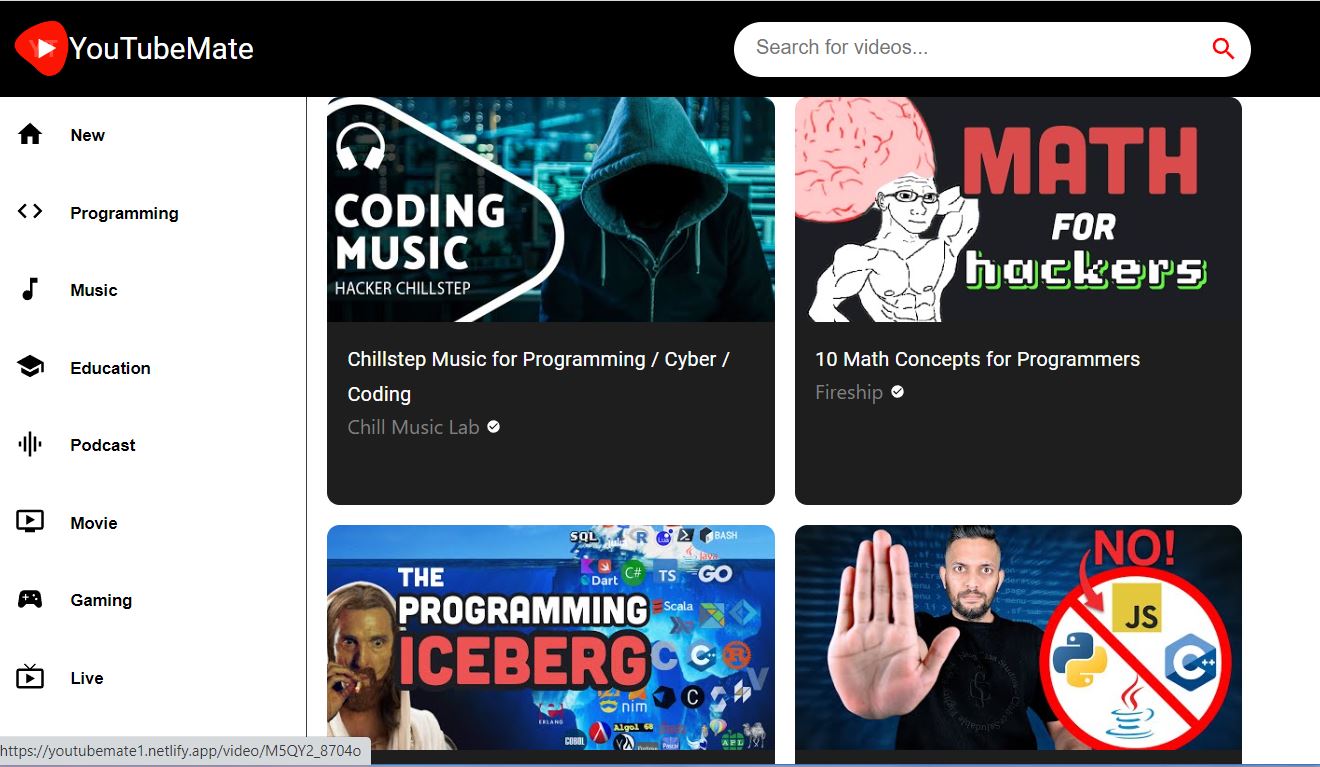 YouTubeMate
Search for videos...
New
Programming
Music
Education
Podcast
Movie
Gaming
Live
CODING
MUSIC
HACKER CHILLSTEP
Chillstep Music for Programming / Cyber /
Coding
Chill Music Lab
MATH
FOR
hackers
10 Math Concepts for Programmers
Fireship
THE
PROGRAMMING
ICEBERG
SQL
julia
R
Lua
BASH
Java
Dart
C#
TS
GO
Scala
C
C++
V
nim
C
ERLANG
COBOL
Algol 68
Pascal
APL
NO!
JS
C++
https://youtubemate1.netlify.app/video/M5QY2_8704o